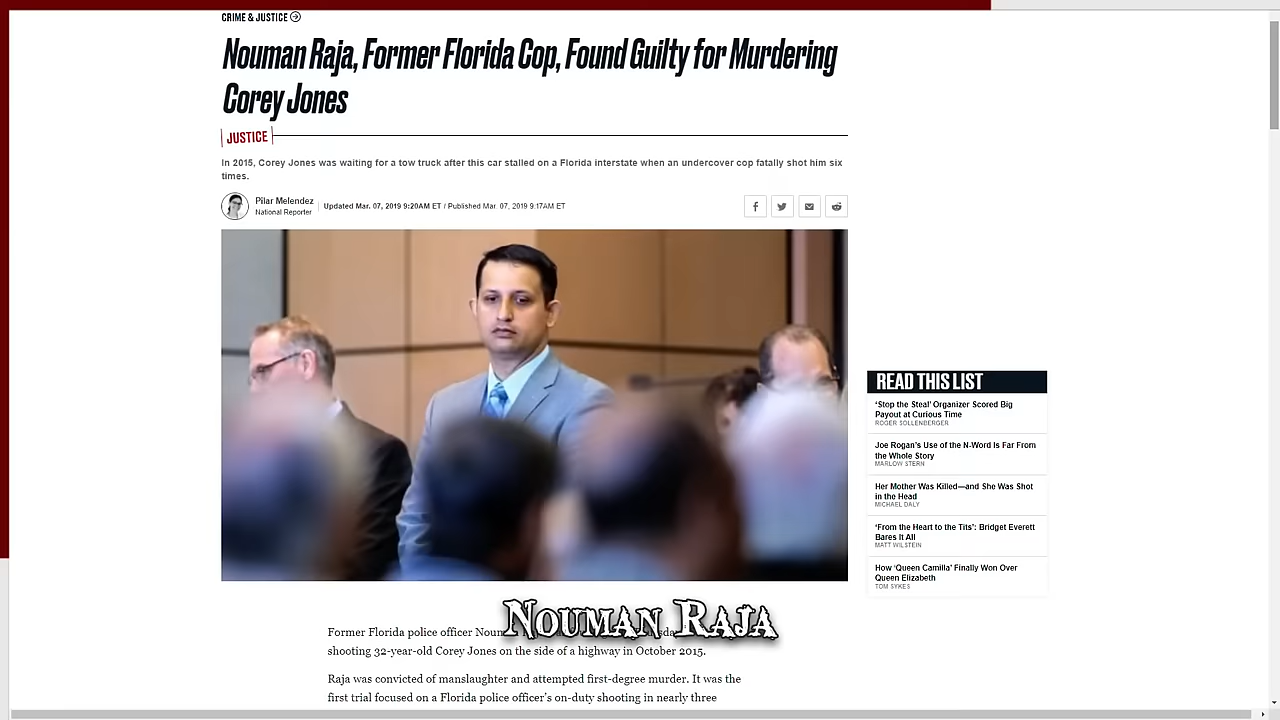 CRIME & JUSTICE
Nouman Raja, Former Florida Cop, Found Guilty for Murdering
Corey Jones
JUSTICE
In 2015, Corey Jones was waiting for a tow truck after this car stalled on a Florida interstate when an undercover cop fatally shot him six
times.
Pilar Melendez
National Reporter
Updated Mar. 07, 2019 9:20AM ET / Published Mar. 07, 2019 9:17AM ET
READ THIS LIST
‘Stop the Steal’ Organizer Scored Big
Payout at Curious Time
ROGER SOLLENBERGER
Joe Rogan’s Use of the N-Word Is Far From
the Whole Story
MARLOW STERN
Her Mother Was Killed—and She Was Shot
in the Head
MICHAEL DALY
‘From the Heart to the Tits’: Bridget Everett
Bares It All
MATT WILSTEIN
How ‘Queen Camilla’ Finally Won Over
Queen Elizabeth
TOM SYKES
Nouman Raja
Former Florida police officer
shooting 32-year-old Corey Jones on the side of a highway in October 2015.
Raja was convicted of manslaughter and attempted first-degree murder. It was the
first trial focused on a Florida police officer’s on-duty shooting in nearly three